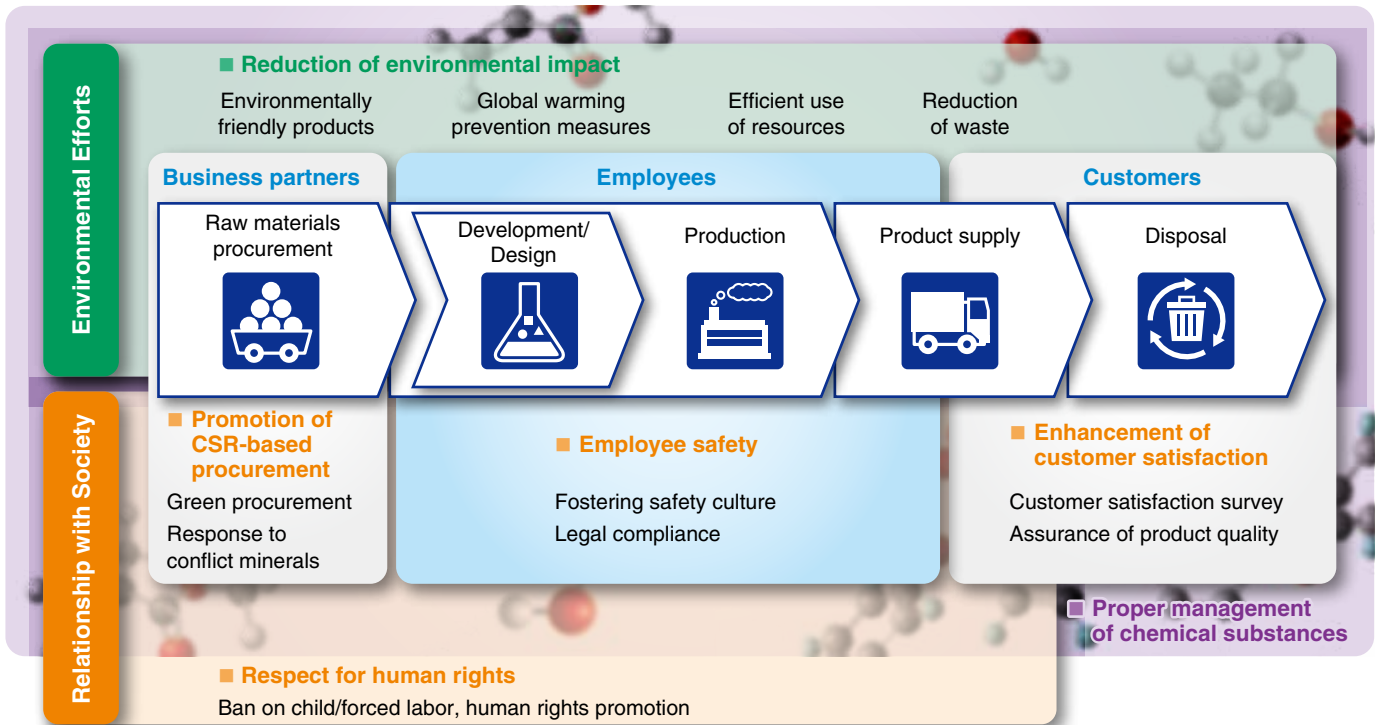 Environmental Efforts
■ Reduction of environmental impact
Environmentally
friendly products
Global warming
prevention measures
Efficient use
of resources
Reduction
of waste
Business partners
Employees
Customers
Raw materials
procurement
Development/
Design
Production
Product supply
Disposal
Relationship with Society
■ Promotion of
CSR-based
procurement
Green procurement
Response to
conflict minerals
■ Employee safety
Fostering safety culture
Legal compliance
■ Enhancement of
customer satisfaction
Customer satisfaction survey
Assurance of product quality
■ Proper management
of chemical substances
■ Respect for human rights
Ban on child/forced labor, human rights promotion